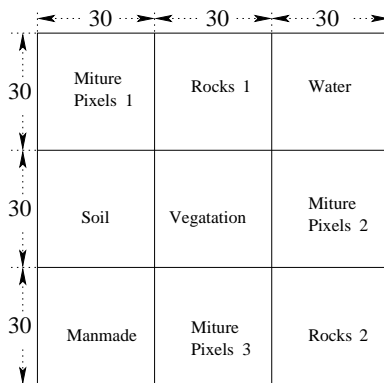 30 30 30
30 Miture Pixels 1 Rocks 1 Water
30 Soil Vegatation Miture Pixels 2
30 Manmade Miture Pixels 3 Rocks 2